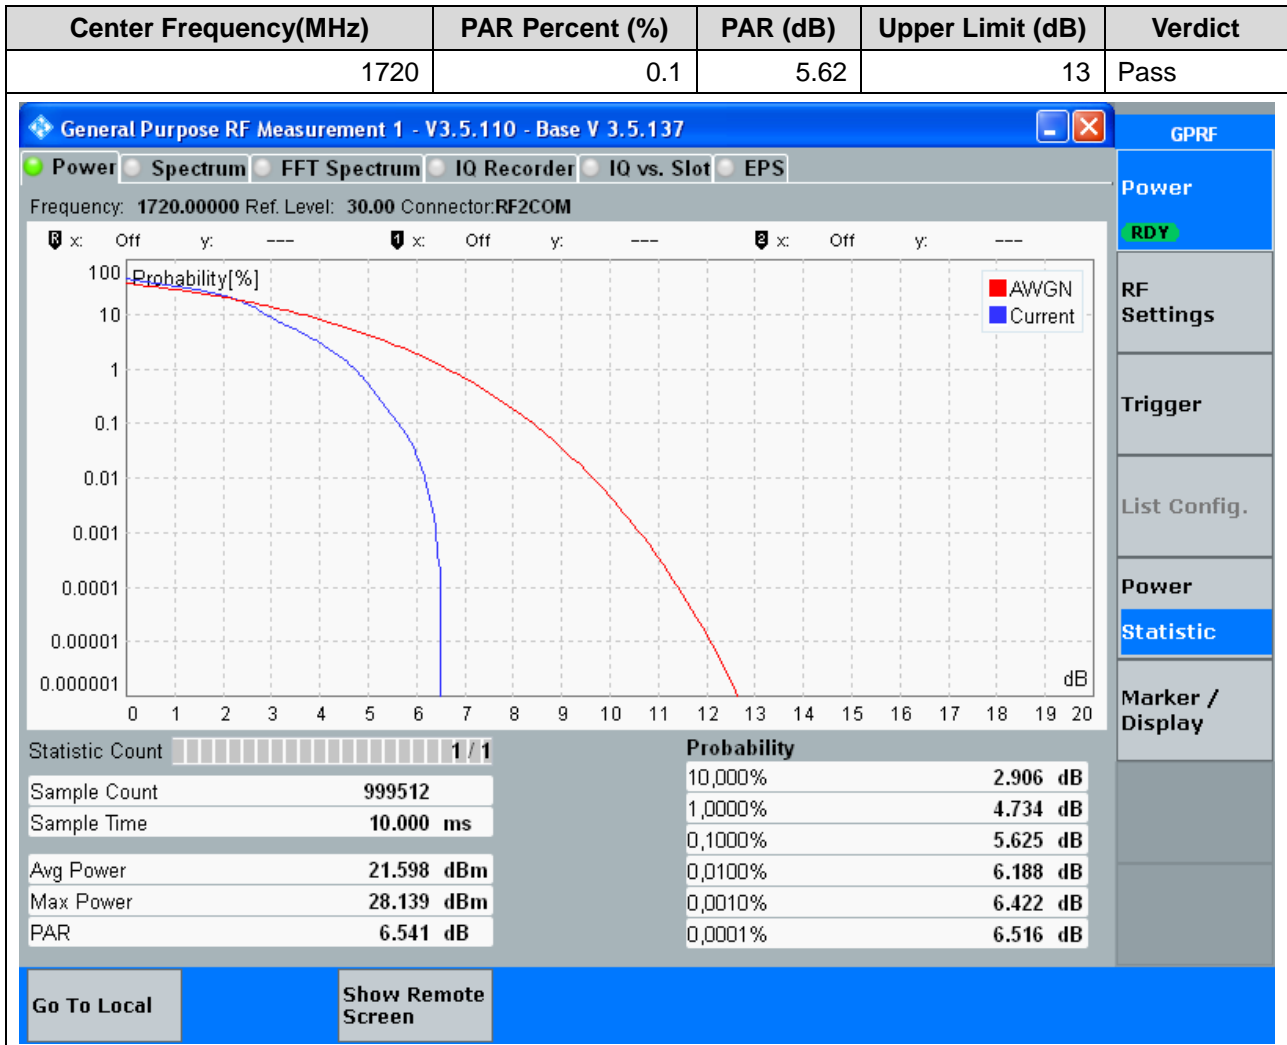 Center Frequency(MHz) PAR Percent (%) PAR (dB) Upper Limit (dB) Verdict
1720 0.1 5.62 13 Pass
General Purpose RF Measurement 1 - V3.5.110 - Base V 3.5.137
GPRF
Power Spectrum FFT Spectrum IQ Recorder IQ vs. Slot EPS
Power
RDY
Frequency: 1720.00000 Ref. Level: 30.00 Connector:RF2COM
R x: Off y: --- 1 x: Off y: --- 2 x: Off y: ---
Probability[%]
AWGN
Current
100
10
1
0.1
0.01
0.001
0.0001
0.00001
0.000001
dB
0 1 2 3 4 5 6 7 8 9 10 11 12 13 14 15 16 17 18 19 20
RF
Settings
Trigger
List Config.
Power
Statistic
Marker /
Display
Statistic Count 1 / 1
Sample Count 999512
Sample Time 10.000 ms
Avg Power 21.598 dBm
Max Power 28.139 dBm
PAR 6.541 dB
Probability
10,000% 2.906 dB
1,0000% 4.734 dB
0,1000% 5.625 dB
0,0100% 6.188 dB
0,0010% 6.422 dB
0,0001% 6.516 dB
Go To Local
Show Remote
Screen